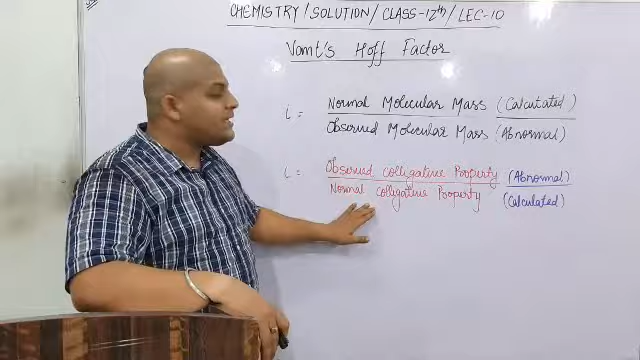 CHEMISTRY/SOLUTION/CLASS-12th/LEC-10
Vant's Hoff Factor
i = Normal Molecular Mass (Calculated)
Observed Molecular Mass (Abnormal)
i = Observed Colligative Property (Abnormal)
Normal Colligative Property (Calculated)